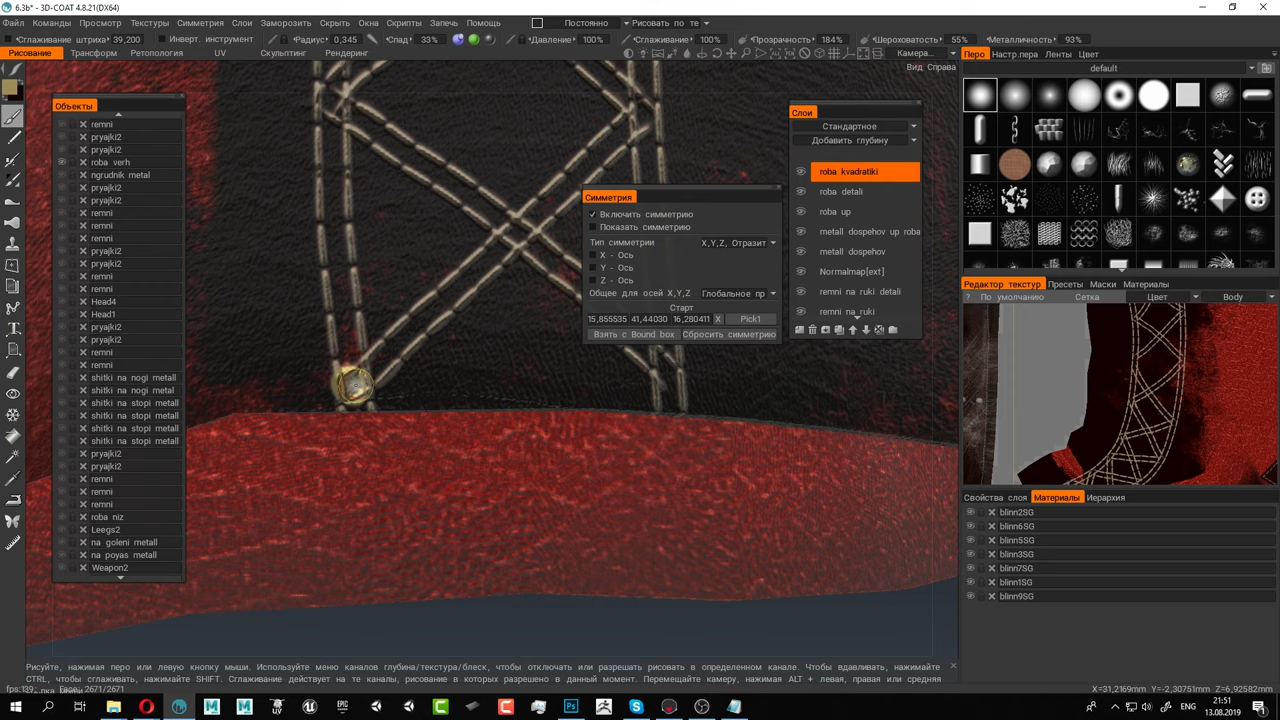 6.3b* - 3D-COAT 4.8.21(DX64)
Файл Команды Просмотр Текстуры Симметрия Слои Заморозить Скрыть Окна Скрипты Запечь Помощь Постоянно Рисовать по те
Сглаживание штриха 39,200 Инверт. инструмент Радиус 0,345 Спад 33% Давление 100% Сглаживание 100% Прозрачность 184% Шероховатость 55% Металличность 93%
Рисование Трансформ Ретопология UV Скульптинг Рендеринг Камера...
Вид Справа
Перо Настр.пера Ленты Цвет
default
Объекты
remni
pryajki2
pryajki2
roba verh
ngrudnik metal
pryajki2
pryajki2
remni
remni
remni
pryajki2
pryajki2
remni
remni
Head4
Head1
pryajki2
pryajki2
remni
remni
shitki na nogi metall
shitki na nogi metal
shitki na stopi metall
shitki na stopi metall
shitki na stopi metall
shitki na stopi metall
pryajki2
pryajki2
remni
remni
remni
roba niz
Leegs2
na goleni metall
na poyas metall
Weapon2
Симметрия
Включить симметрию
Показать симметрию
Тип симметрии X,Y,Z, Отразит
X - Ось
Y - Ось
Z - Ось
Общее для осей X,Y,Z Глобальное пр
Старт
15,855535 41,44030 16,280411 X Pick1
Взять с Bound box Сбросить симметрию
Слои
Стандартное
Добавить глубину
roba kvadratiki
roba detali
roba up
metall dospehov up roba
metall dospehov
Normalmap[ext]
remni na ruki detali
remni na ruki
Редактор текстур Пресеты Маски Материалы
? По умолчанию Сетка Цвет Body
Свойства слоя Материалы Иерархия
blinn2SG
blinn6SG
blinn5SG
blinn3SG
blinn7SG
blinn1SG
blinn9SG
Рисуйте, нажимая перо или левую кнопку мыши. Используйте меню каналов глубина/текстура/блеск, чтобы отключить или разрешать рисовать в определенном канале. Чтобы вдавливать, нажимайте
CTRL, чтобы сглаживать, нажимайте SHIFT. Сглаживание действует на те каналы, рисование в которых разрешено в данный момент. Перемещайте камеру, нажимая ALT + левая, правая или средняя
fps:139
2671/2671
X=31,2169mm Y=-2,30751mm Z=6,92582mm
ENG
21:51
13.08.2019